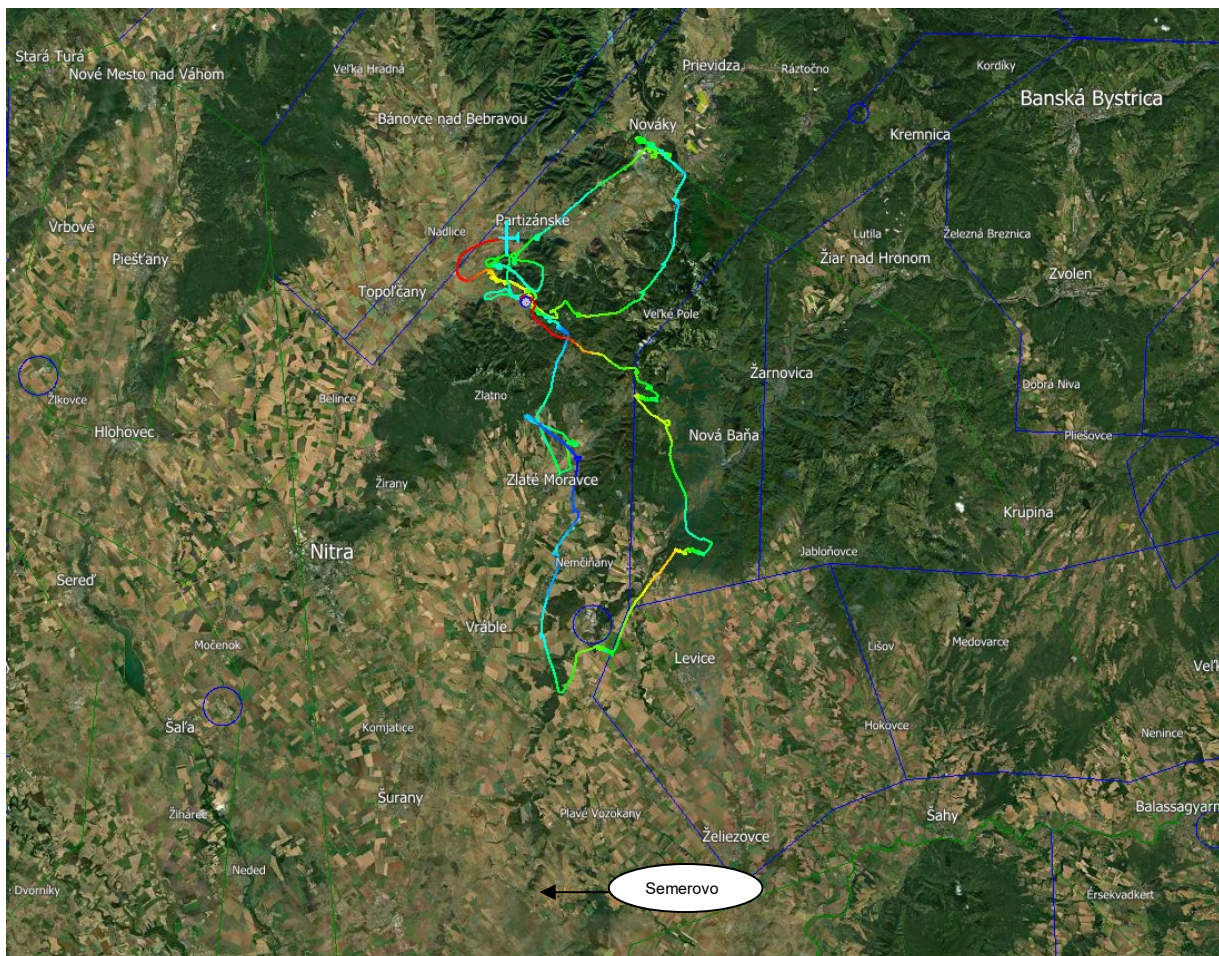 Stará Turá
Nové Mesto nad Váhom
Veľká Hradná
Prievidza
Ráztočno
Kordíky
Banská Bystrica
Bánovce nad Bebravou
Nováky
Kremnica
Vrbové
Piešťany
Nadlice
Partizánske
Lutila
Železná Breznica
Žiar nad Hronom
Zvolen
Topoľčany
Veľké Pole
Žlkovce
Belince
Zlatno
Žarnovica
Dobrá Niva
Hlohovec
Nová Baňa
Pliešovce
Žirany
Zlaté Moravce
Krupina
Nitra
Nemčiňany
Jabloňovce
Sereď
Vráble
Močenok
Levice
Lišov
Medovarce
Šaľa
Komjatice
Hokovce
Nenince
Šurany
Žihárec
Plavé Vozokany
Želiezovce
Šahy
Neded
Dvorníky
Semerovo
Érsekvadkert